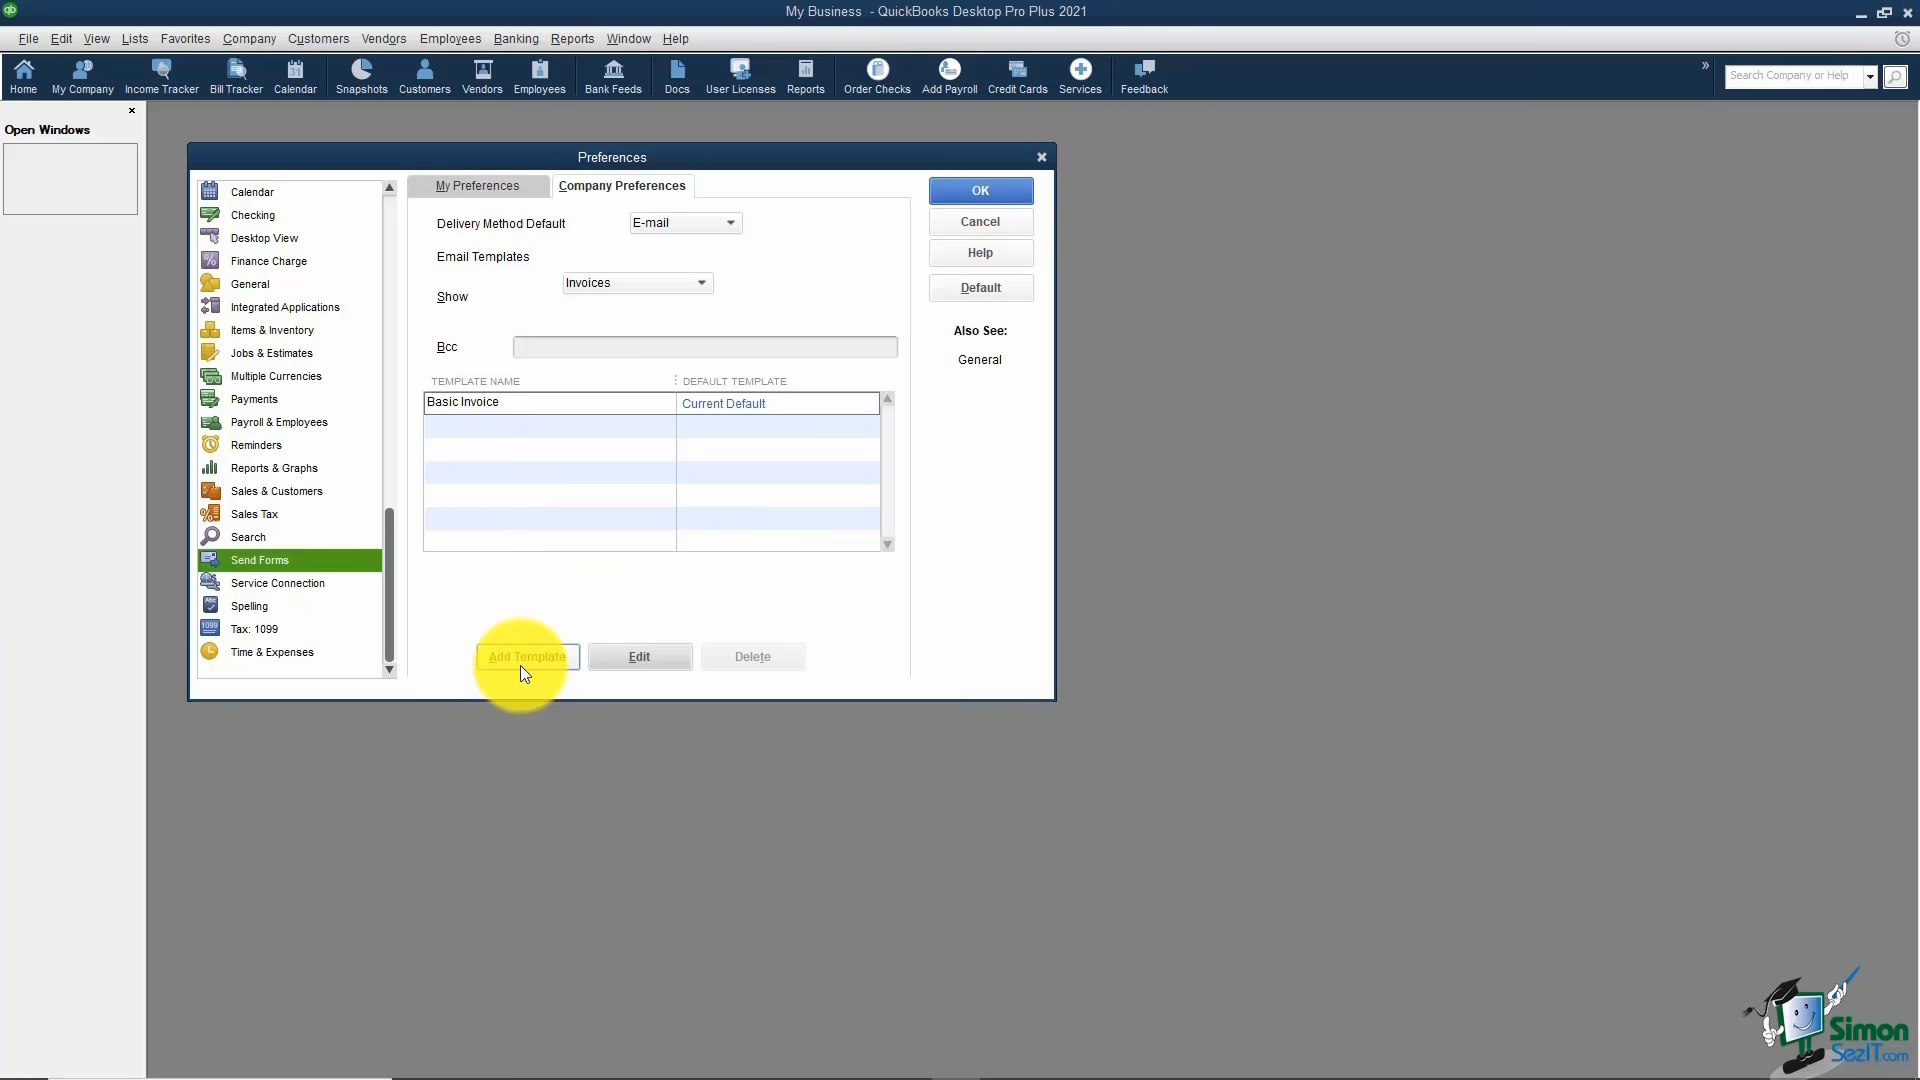 My Business - QuickBooks Desktop Pro Plus 2021
File Edit View Lists Favorites Company Customers Vendors Employees Banking Reports Window Help
Home My Company Income Tracker Bill Tracker Calendar Snapshots Customers Vendors Employees Bank Feeds Docs User Licenses Reports Order Checks Add Payroll Credit Cards Services Feedback
Search Company or Help
Open Windows
Preferences
Calendar
Checking
Desktop View
Finance Charge
General
Integrated Applications
Items & Inventory
Jobs & Estimates
Multiple Currencies
Payments
Payroll & Employees
Reminders
Reports & Graphs
Sales & Customers
Sales Tax
Search
Send Forms
Service Connection
Spelling
Tax: 1099
Time & Expenses
My Preferences Company Preferences
Delivery Method Default E-mail
Email Templates
Show Invoices
Bcc
TEMPLATE NAME DEFAULT TEMPLATE
Basic Invoice Current Default
Add Template Edit Delete
OK
Cancel
Help
Default
Also See:
General
Simon
SezIT.com